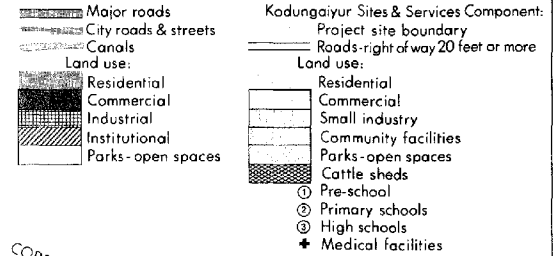 Major roads
City roads & streets
Canals
Land use:
Residential
Commercial
Industrial
Institutional
Parks-open spaces
Kodungaiyur Sites & Services Component:
Project site boundary
Roads-right of way 20 feet or more
Land use:
Residential
Commercial
Small industry
Community facilities
Parks-open spaces
Cattle sheds
① Pre-school
② Primary schools
③ High schools
✚ Medical facilities